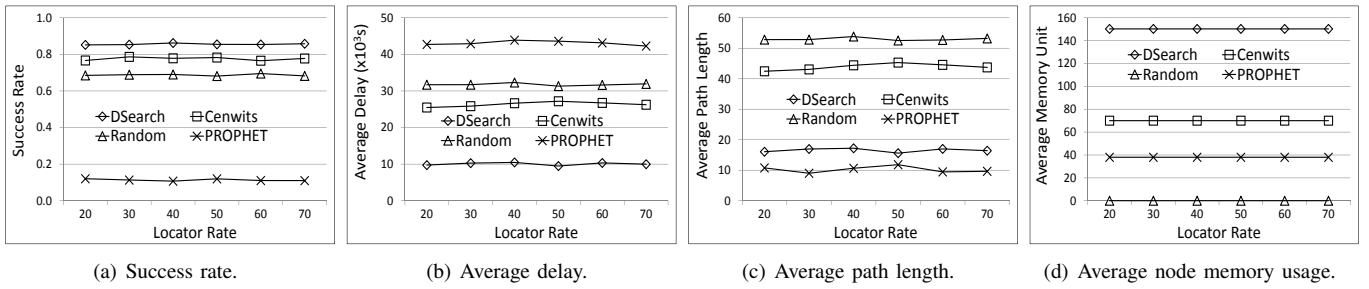 1.0
0.8
0.6
0.4
0.2
0.0
Success Rate
DSearch
Cenwits
Random
PROPHET
20 30 40 50 60 70
Locator Rate
(a) Success rate.
50
40
30
20
10
0
Average Delay (x10³s)
DSearch
Cenwits
Random
PROPHET
20 30 40 50 60 70
Locator Rate
(b) Average delay.
60
50
40
30
20
10
0
Average Path Length
DSearch
Cenwits
Random
PROPHET
20 30 40 50 60 70
Locator Rate
(c) Average path length.
160
140
120
100
80
60
40
20
0
Average Memory Unit
DSearch
Cenwits
Random
PROPHET
20 30 40 50 60 70
Locator Rate
(d) Average node memory usage.